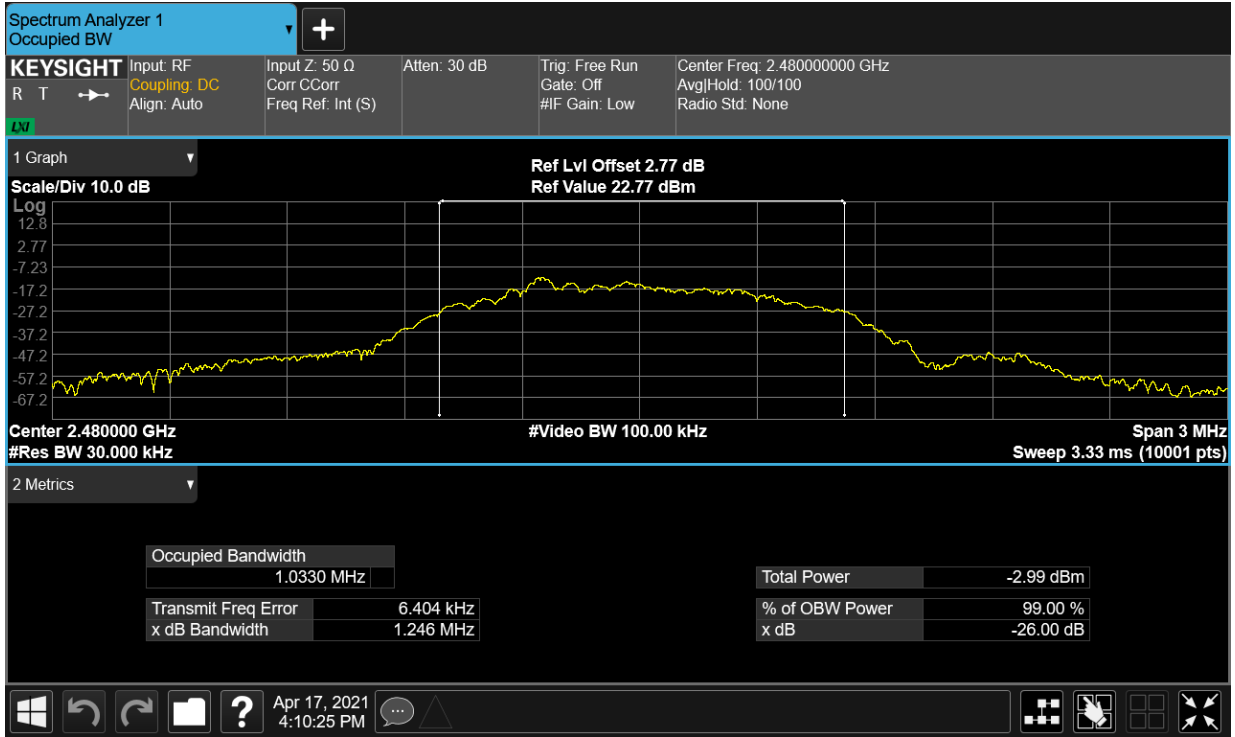 Spectrum Analyzer 1
Occupied BW
KEYSIGHT
R T
LXI
Input: RF
Coupling: DC
Align: Auto
Input Z: 50 Ω
Corr CCorr
Freq Ref: Int (S)
Atten: 30 dB
Trig: Free Run
Gate: Off
#IF Gain: Low
Center Freq: 2.480000000 GHz
Avg|Hold: 100/100
Radio Std: None
1 Graph
Ref Lvl Offset 2.77 dB
Scale/Div 10.0 dB
Ref Value 22.77 dBm
Log
12.8
2.77
-7.23
-17.2
-27.2
-37.2
-47.2
-57.2
-67.2
Center 2.480000 GHz
#Video BW 100.00 kHz
Span 3 MHz
#Res BW 30.000 kHz
Sweep 3.33 ms (10001 pts)
2 Metrics
Occupied Bandwidth
1.0330 MHz
Total Power -2.99 dBm
Transmit Freq Error 6.404 kHz
% of OBW Power 99.00 %
x dB Bandwidth 1.246 MHz
x dB -26.00 dB
?
Apr 17, 2021
4:10:25 PM